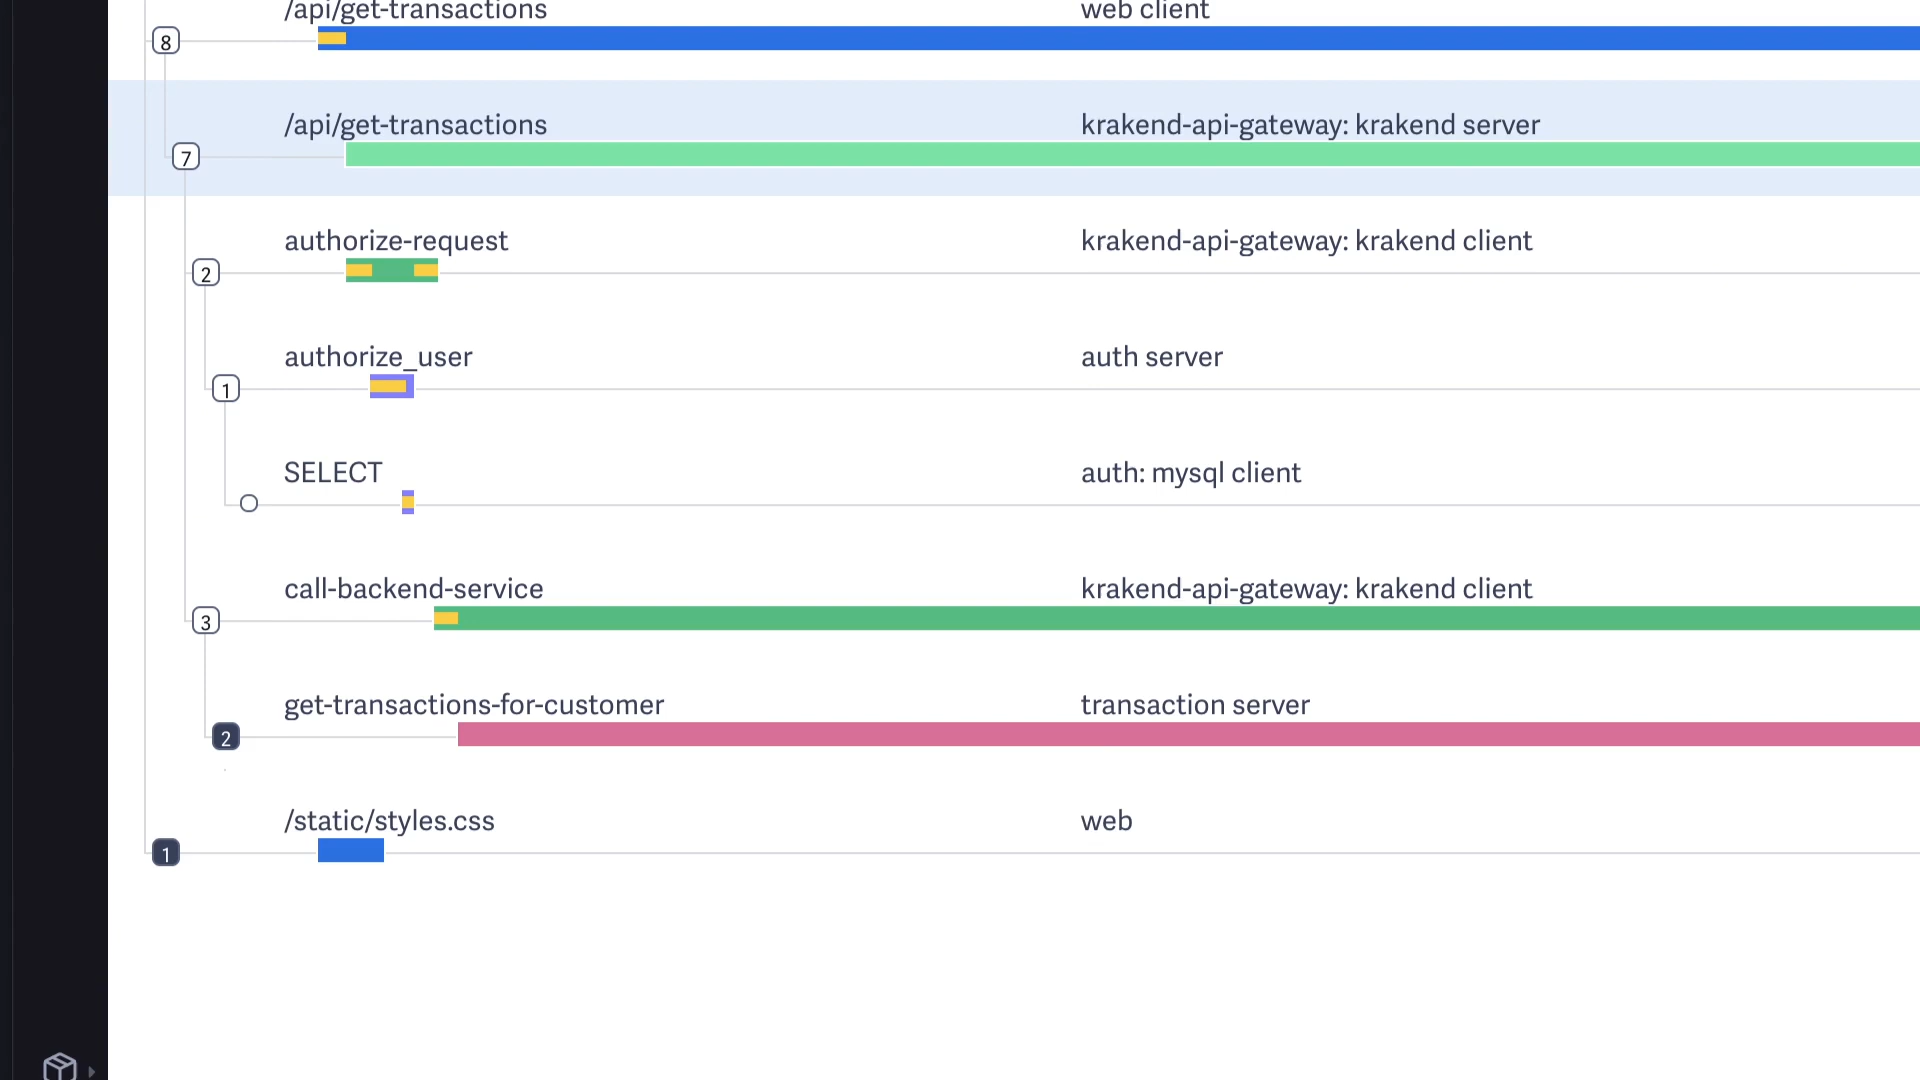 /api/get-transactions web client
8
/api/get-transactions krakend-api-gateway: krakend server
7
authorize-request krakend-api-gateway: krakend client
2
authorize_user auth server
1
SELECT auth: mysql client
call-backend-service krakend-api-gateway: krakend client
3
get-transactions-for-customer transaction server
2
/static/styles.css web
1